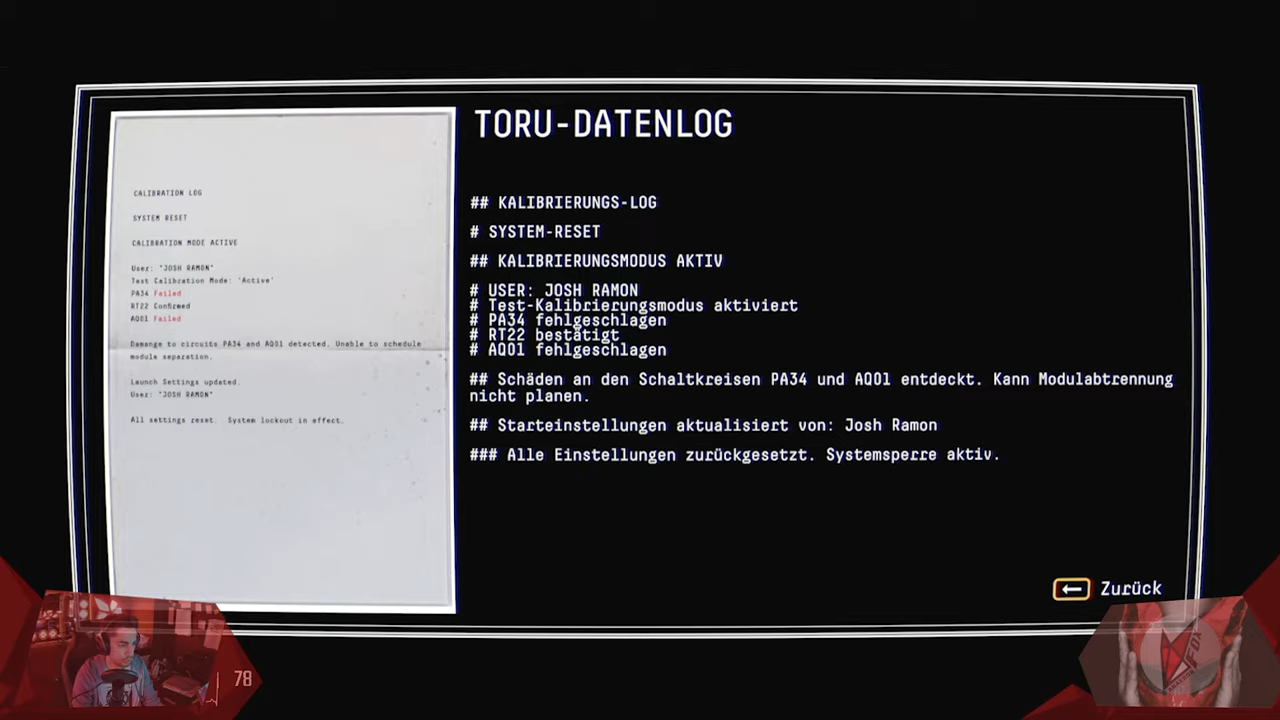 TORU-DATENLOG
CALIBRATION LOG
SYSTEM RESET
CALIBRATION MODE ACTIVE
User: "JOSH RAMON"
Test Calibration Mode: 'Active'
PA34 Failed
RT22 Confirmed
AQ01 Failed
Damage to circuits PA34 and AQ01 detected. Unable to schedule
module separation.
Launch Settings updated.
User: "JOSH RAMON"
All settings reset. System lockout in effect.
## KALIBRIERUNGS-LOG
# SYSTEM-RESET
## KALIBRIERUNGSMODUS AKTIV
# USER: JOSH RAMON
# Test-Kalibrierungsmodus aktiviert
# PA34 fehlgeschlagen
# RT22 bestätigt
# AQ01 fehlgeschlagen
## Schäden an den Schaltkreisen PA34 und AQ01 entdeckt. Kann Modulabtrennung
nicht planen.
## Starteinstellungen aktualisiert von: Josh Ramon
### Alle Einstellungen zurückgesetzt. Systemsperre aktiv.
← Zurück
78
FOX